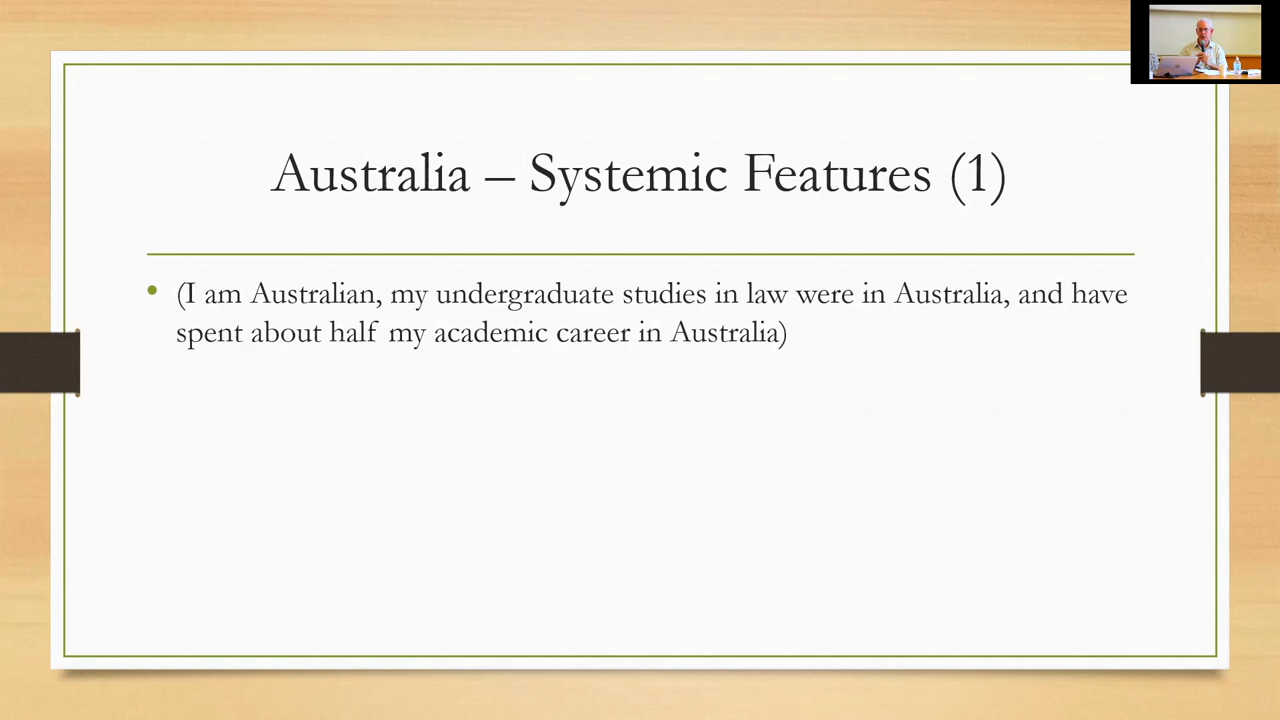 Australia – Systemic Features (1)
• (I am Australian, my undergraduate studies in law were in Australia, and have
spent about half my academic career in Australia)